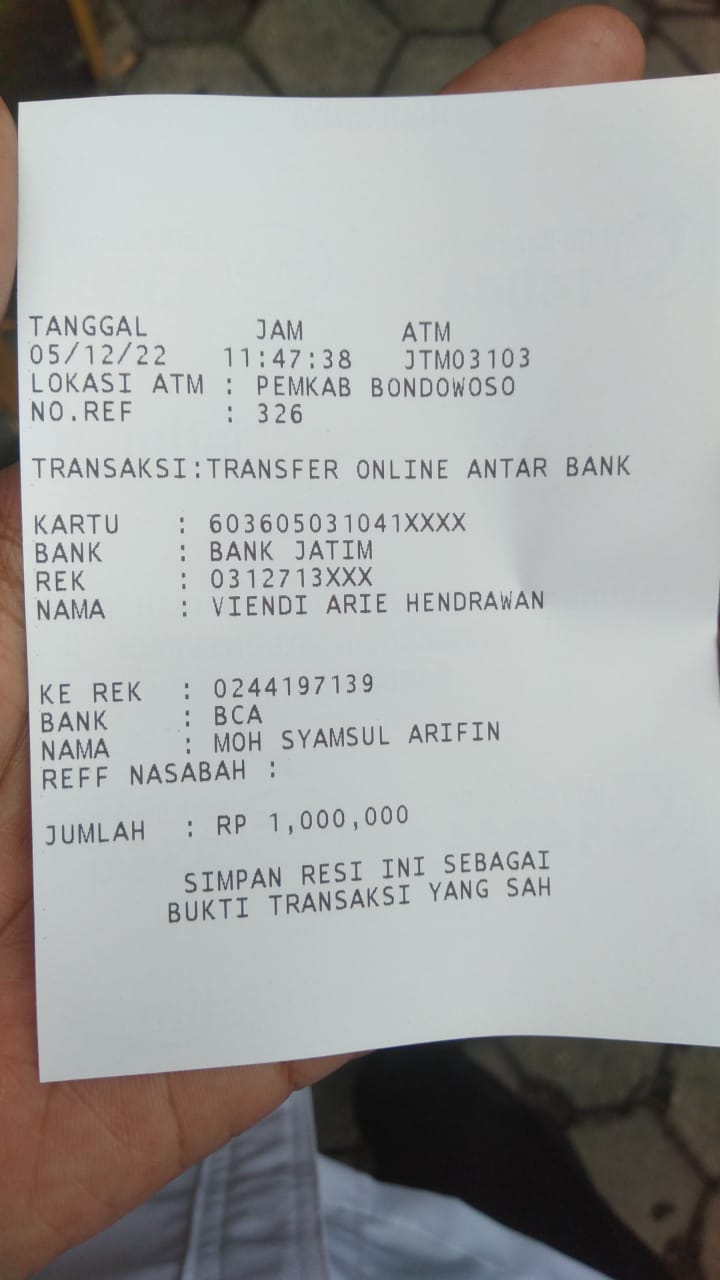 TANGGAL JAM ATM
05/12/22 11:47:38 JTM03103
LOKASI ATM : PEMKAB BONDOWOSO
NO.REF : 326
TRANSAKSI:TRANSFER ONLINE ANTAR BANK
KARTU : 603605031041XXXX
BANK : BANK JATIM
REK : 0312713XXX
NAMA : VIENDI ARIE HENDRAWAN
KE REK : 0244197139
BANK : BCA
NAMA : MOH SYAMSUL ARIFIN
REFF NASABAH :
JUMLAH : RP 1,000,000
SIMPAN RESI INI SEBAGAI
BUKTI TRANSAKSI YANG SAH